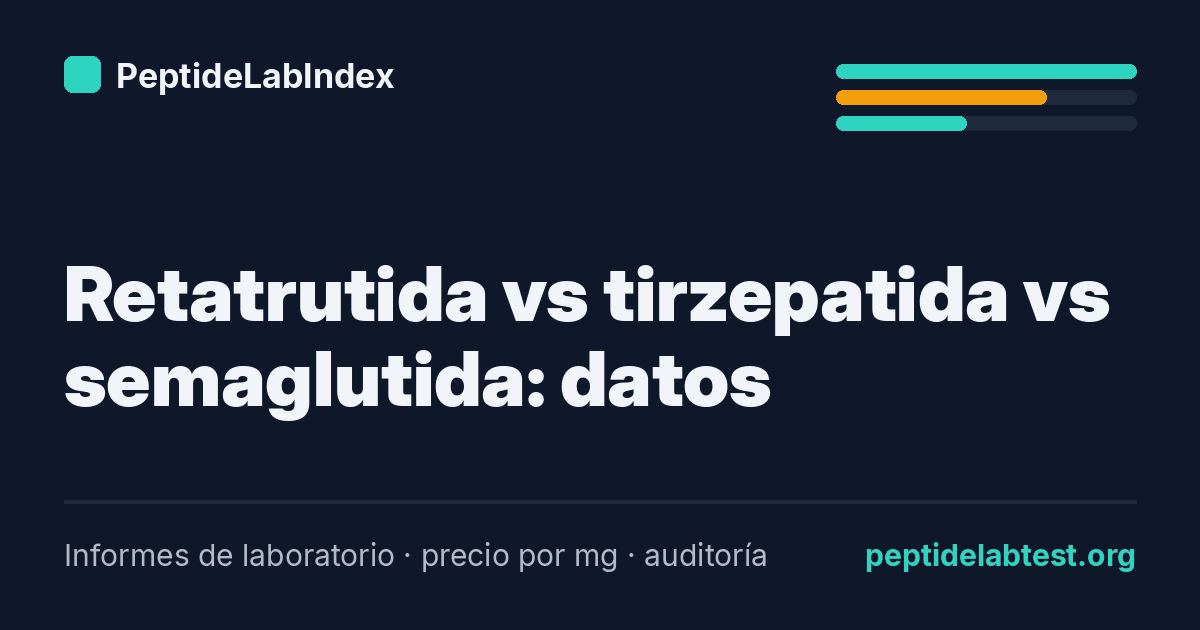 PeptideLabIndex
Retatrutida vs tirzepatida vs
semaglutida: datos
Informes de laboratorio · precio por mg · auditoría
peptidelabtest.org